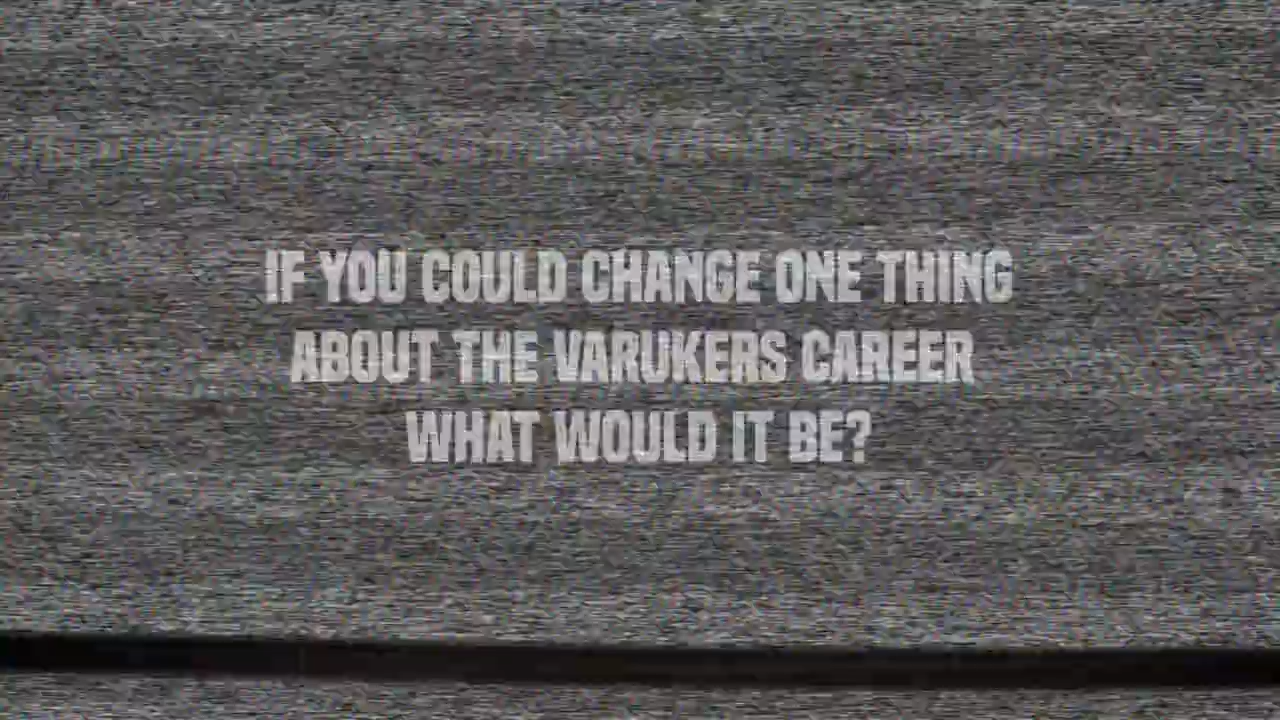 IF YOU COULD CHANGE ONE THING
ABOUT THE VARUKERS CAREER
WHAT WOULD IT BE?